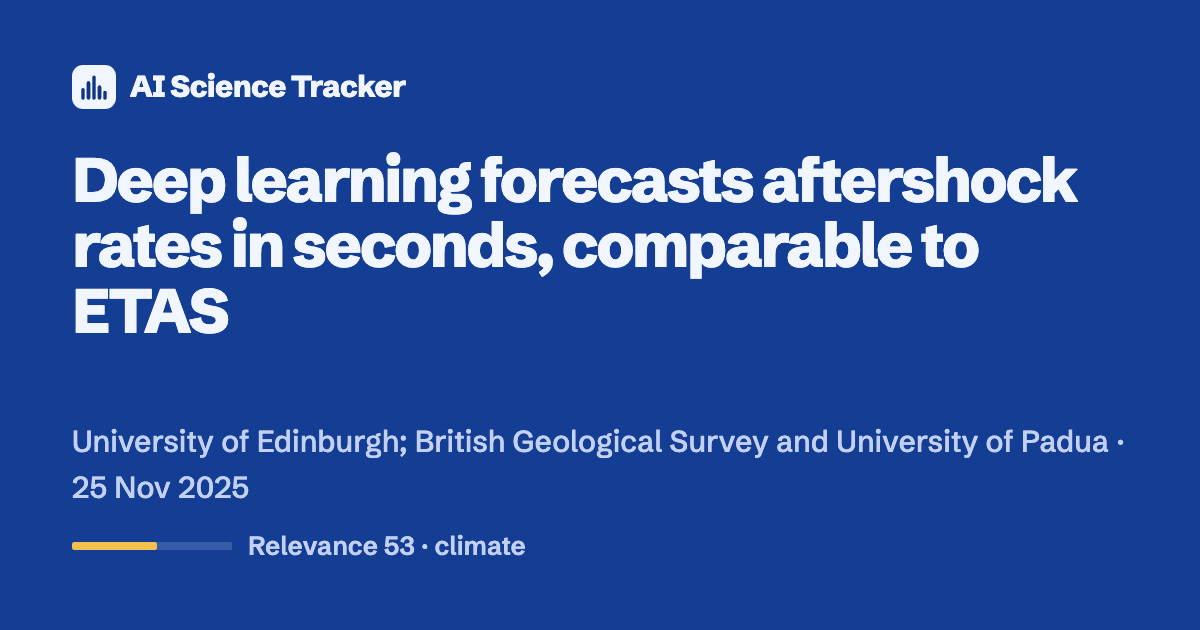 AI Science Tracker
Deep learning forecasts aftershock
rates in seconds, comparable to
ETAS
University of Edinburgh; British Geological Survey and University of Padua ·
25 Nov 2025
Relevance 53 · climate